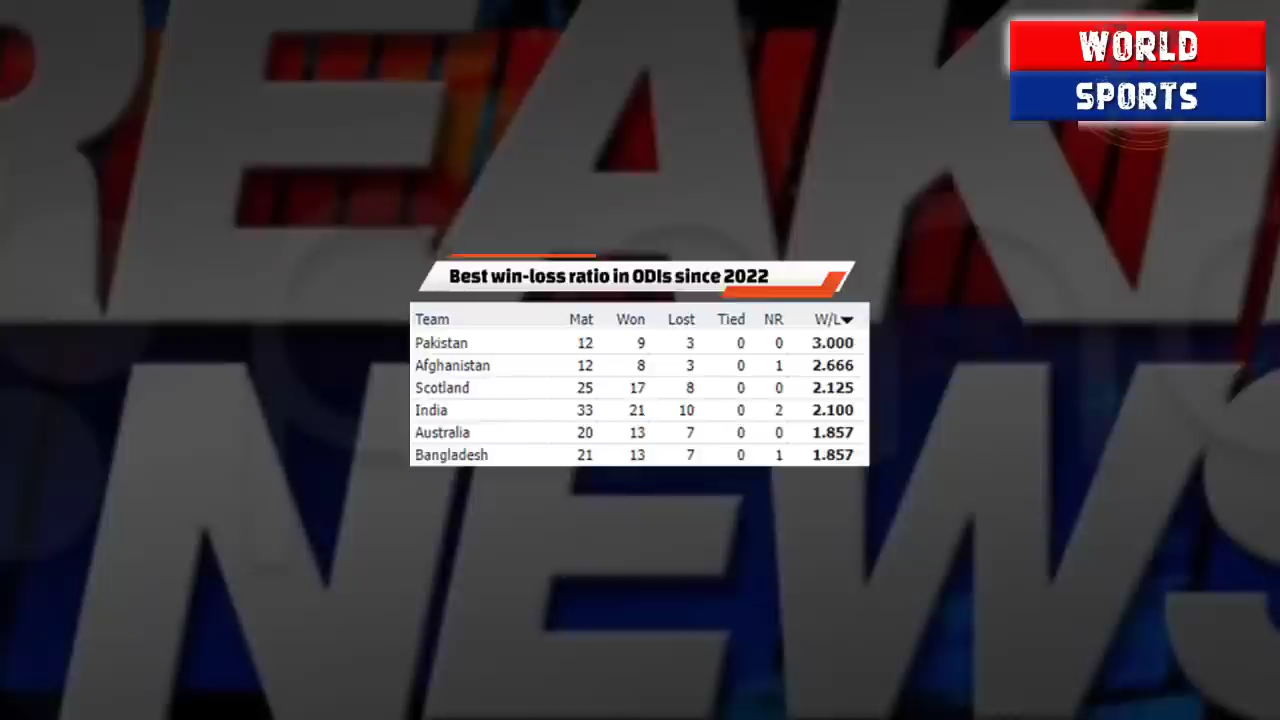 REAKI
NEWS
WORLD
SPORTS
Best win-loss ratio in ODIs since 2022
Team Mat Won Lost Tied NR W/L
Pakistan 12 9 3 0 0 3.000
Afghanistan 12 8 3 0 1 2.666
Scotland 25 17 8 0 0 2.125
India 33 21 10 0 2 2.100
Australia 20 13 7 0 0 1.857
Bangladesh 21 13 7 0 1 1.857